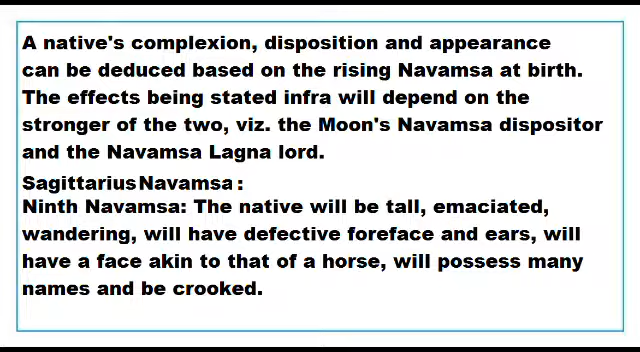 A native's complexion, disposition and appearance
can be deduced based on the rising Navamsa at birth.
The effects being stated infra will depend on the
stronger of the two, viz. the Moon's Navamsa dispositor
and the Navamsa Lagna lord.
Sagittarius Navamsa :
Ninth Navamsa: The native will be tall, emaciated,
wandering, will have defective foreface and ears, will
have a face akin to that of a horse, will possess many
names and be crooked.